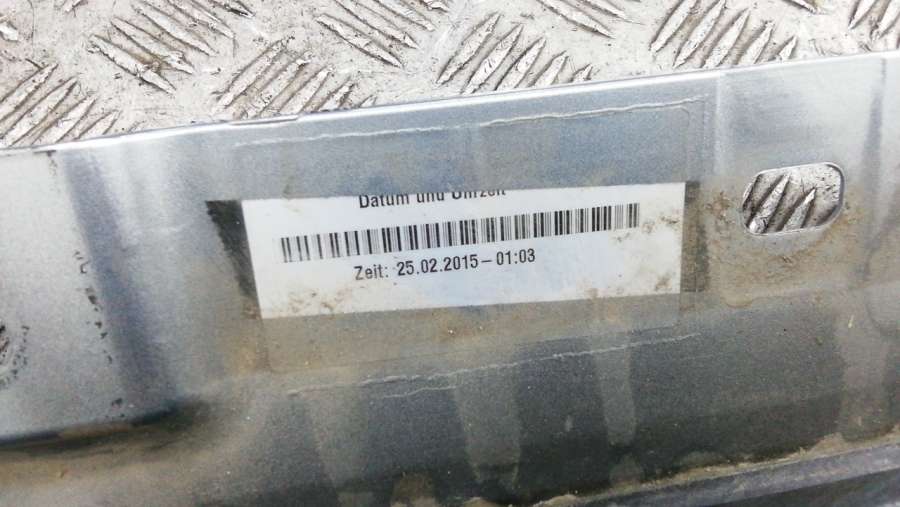 Datum und Uhrzeit
Zeit: 25.02.2015-01:03